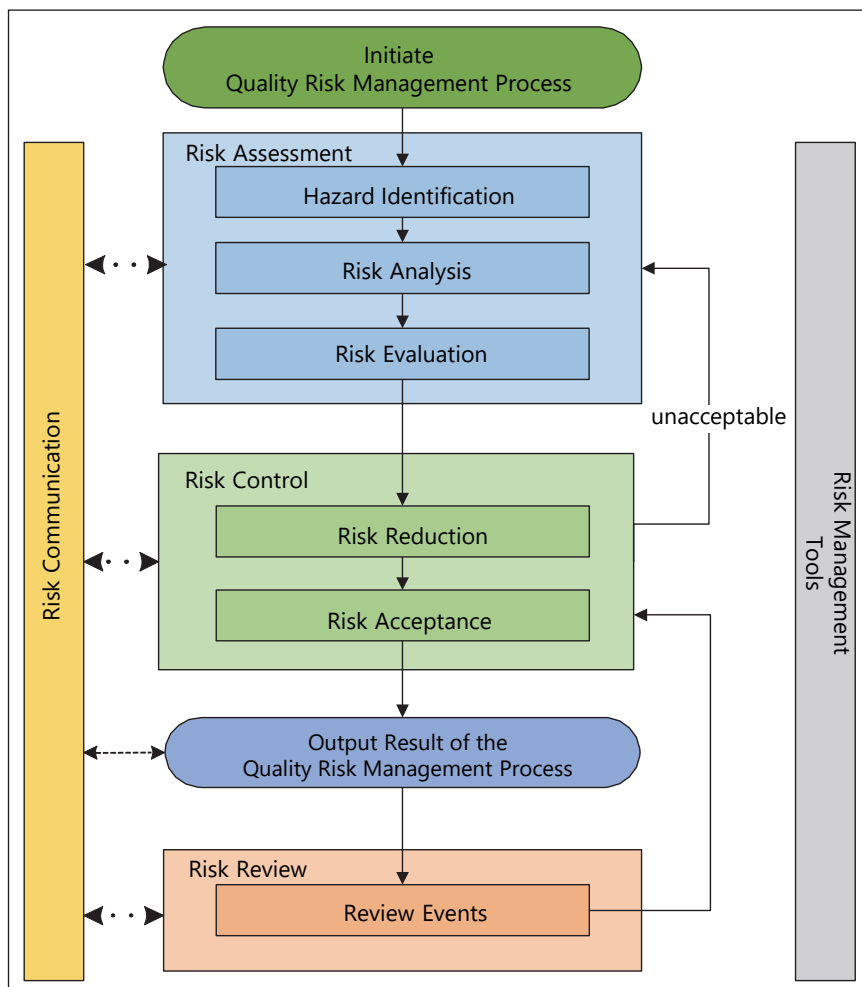 Initiate
Quality Risk Management Process
Risk Assessment
Hazard Identification
Risk Analysis
Risk Evaluation
unacceptable
Risk Control
Risk Reduction
Risk Acceptance
Output Result of the
Quality Risk Management Process
Risk Review
Review Events
Risk Communication
Risk Management
Tools